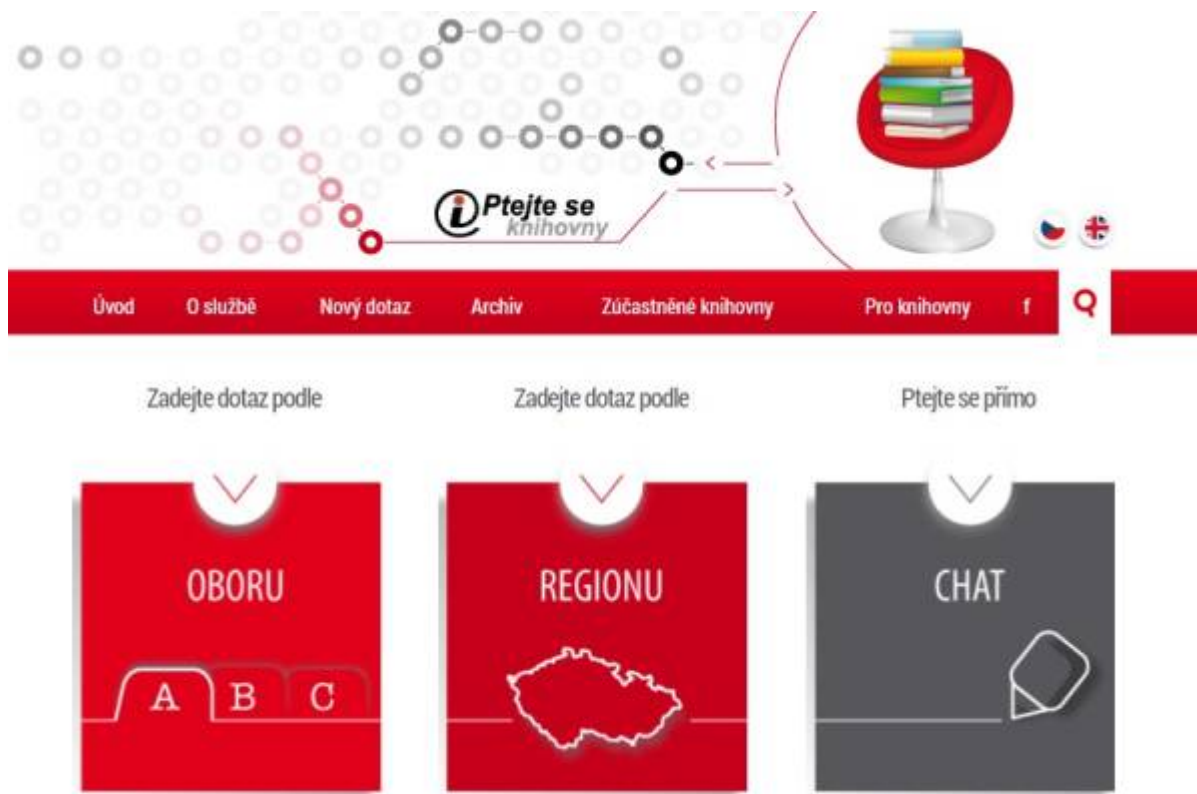 Ptejte se
knihovny
Úvod O službě Nový dotaz Archiv Zúčastněné knihovny Pro knihovny f
Zadejte dotaz podle Zadejte dotaz podle Ptejte se přímo
OBORU REGIONU CHAT
A B C